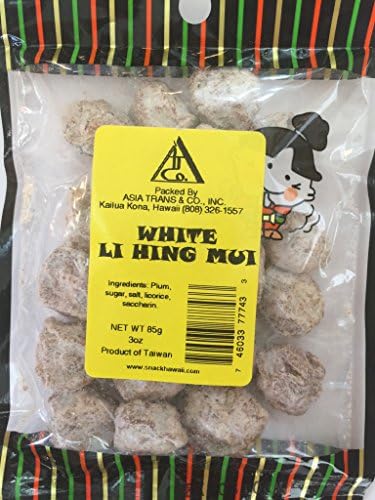 A
T
Co.
Packed By
ASIA TRANS & CO., INC.
Kailua Kona, Hawaii (808) 326-1557
WHITE
LI HING MUI
Ingredients: Plum,
sugar, salt, licorice,
saccharin.
NET WT 85g
3oz
Product of Taiwan
www.snackhawaii.com
7 46033 77743 3